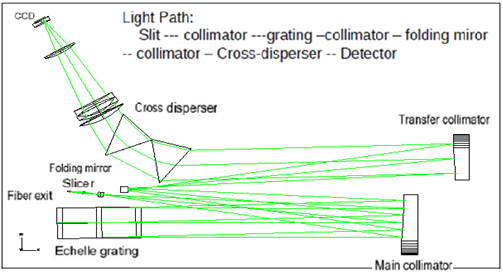 CCD
Light Path:
Slit --- collimator ---grating –collimator – folding miror
-- collimator – Cross-disperser -- Detector
Cross disperser
Transfer collimator
Folding mirror
Slicer
Fiber exit
Echelle grating
Main collimator